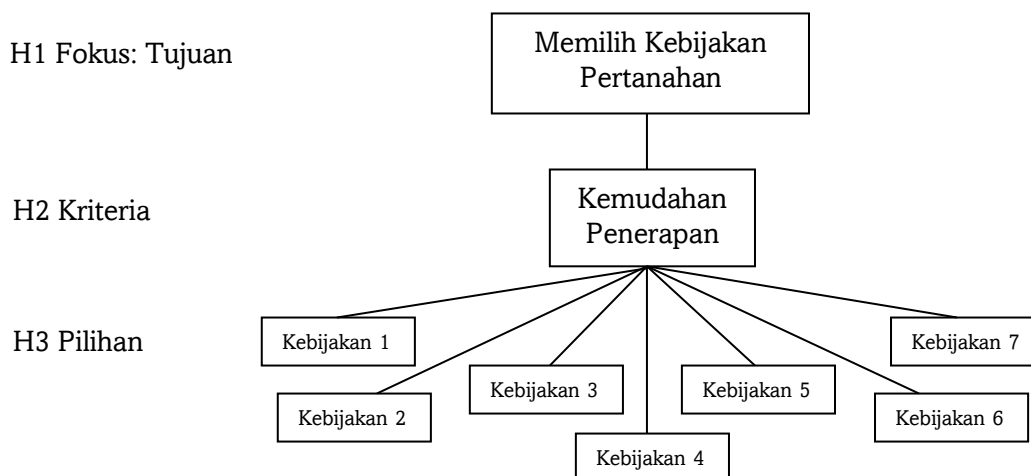 H1 Fokus: Tujuan
Memilih Kebijakan
Pertanahan
H2 Kriteria
Kemudahan
Penerapan
H3 Pilihan
Kebijakan 1
Kebijakan 2
Kebijakan 3
Kebijakan 4
Kebijakan 5
Kebijakan 6
Kebijakan 7